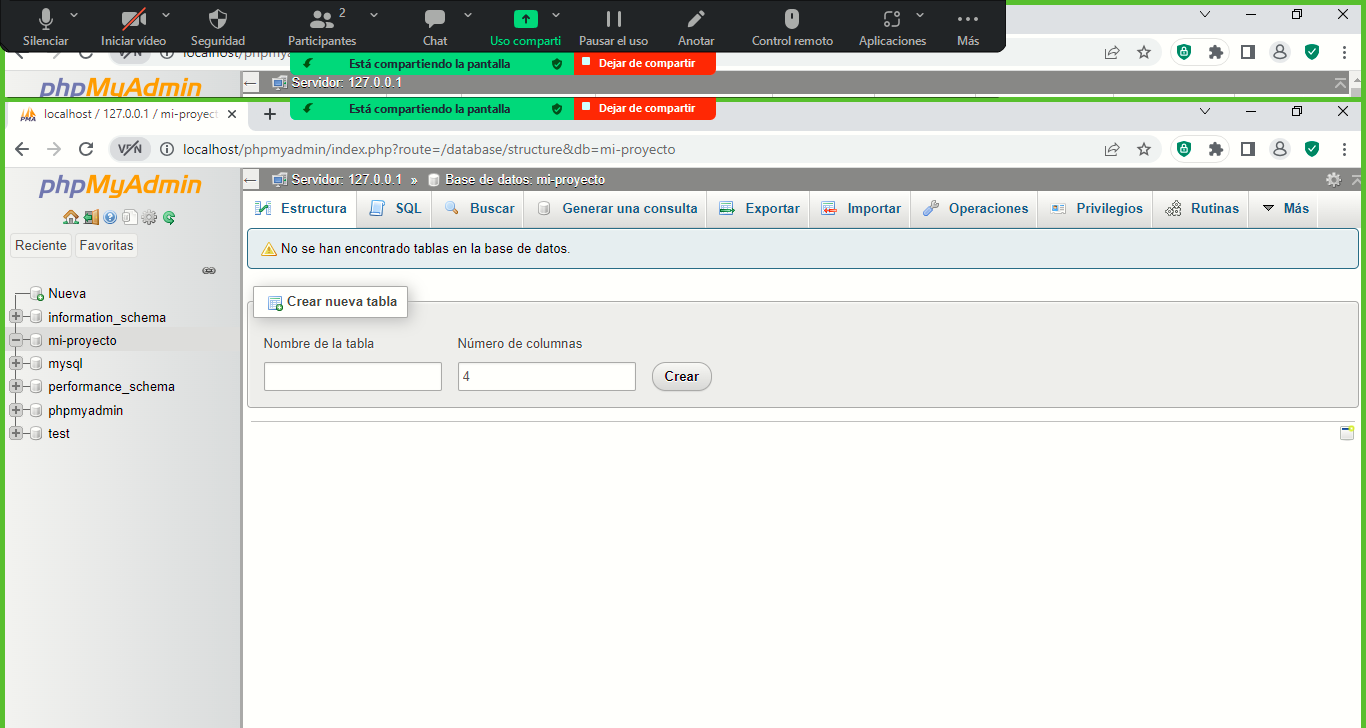 2
Silenciar Iniciar vídeo Seguridad Participantes Chat Uso comparti Pausar el uso Anotar Control remoto Aplicaciones Más
Está compartiendo la pantalla Dejar de compartir
phpMyAdmin
Servidor: 127.0.0.1
Está compartiendo la pantalla Dejar de compartir
localhost / 127.0.0.1 / mi-proyect
VPN localhost/phpmyadmin/index.php?route=/database/structure&db=mi-proyecto
phpMyAdmin
Servidor: 127.0.0.1 » Base de datos: mi-proyecto
Estructura SQL Buscar Generar una consulta Exportar Importar Operaciones Privilegios Rutinas Más
Reciente Favoritas
No se han encontrado tablas en la base de datos.
Nueva
information_schema
mi-proyecto
mysql
performance_schema
phpmyadmin
test
Crear nueva tabla
Nombre de la tabla Número de columnas
4 Crear